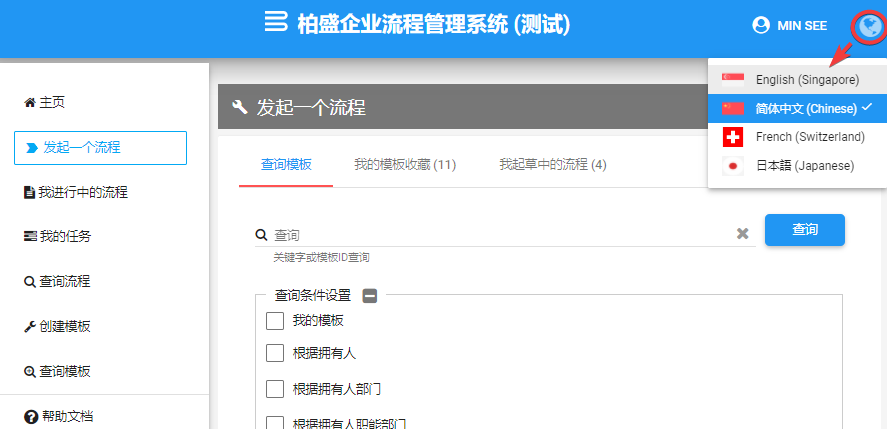 柏盛企业流程管理系统 (测试)
MIN SEE
English (Singapore)
简体中文 (Chinese)
French (Switzerland)
日本語 (Japanese)
主页
发起一个流程
我进行中的流程
我的任务
查询流程
创建模板
查询模板
帮助文档
发起一个流程
查询模板
我的模板收藏 (11)
我起草中的流程 (4)
查询
查询
关键字或模板ID查询
查询条件设置
我的模板
根据拥有人
根据拥有人部门
根据拥有人职能部门